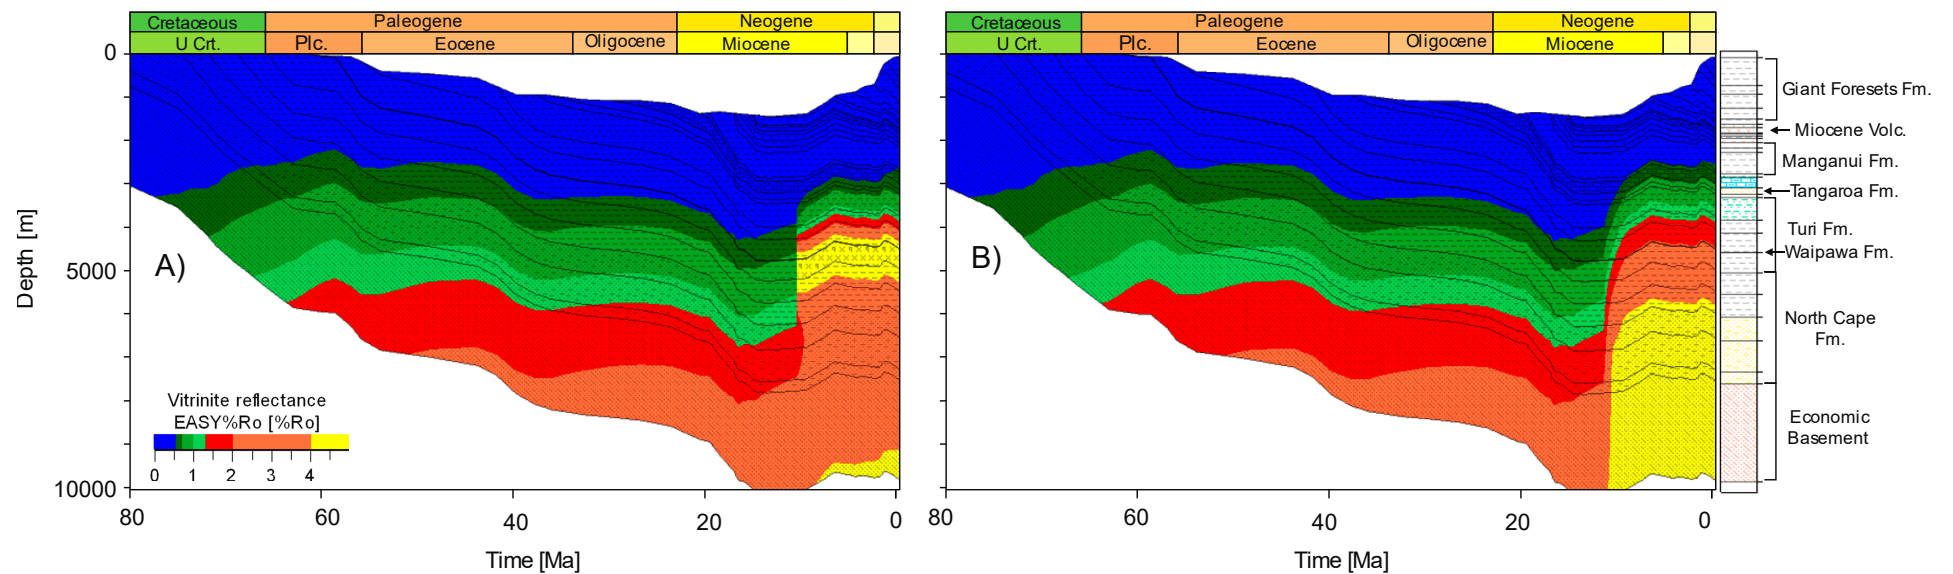 Cretaceous Paleogene Neogene
U Crt. Plc. Eocene Oligocene Miocene
Cretaceous Paleogene Neogene
U Crt. Plc. Eocene Oligocene Miocene
0
5000
10000
Depth [m]
A)
Vitrinite reflectance
EASY%Ro [%Ro]
0 1 2 3 4
80 60 40 20 0
Time [Ma]
B)
80 60 40 20 0
Time [Ma]
Giant Foresets Fm.
Miocene Volc.
Manganui Fm.
Tangaroa Fm.
Turi Fm.
Waipawa Fm.
North Cape
Fm.
Economic
Basement